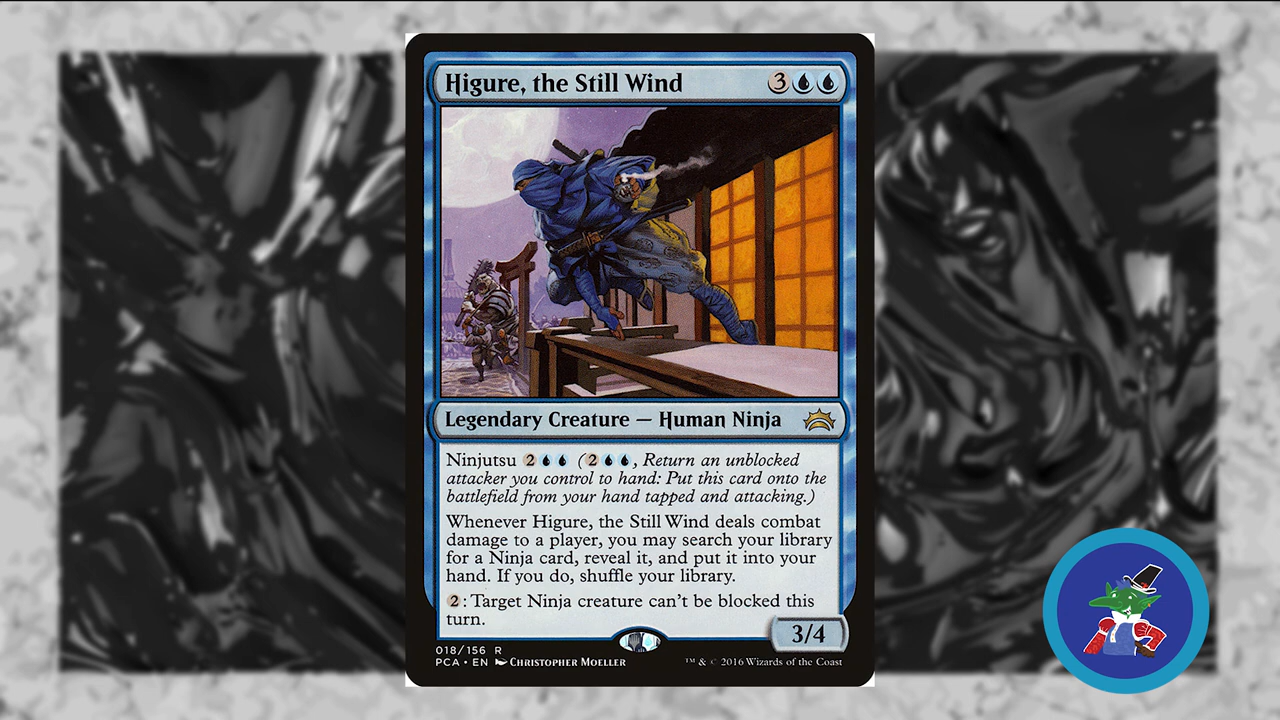 Higure, the Still Wind 3
Legendary Creature — Human Ninja
Ninjutsu 2 (2, Return an unblocked
attacker you control to hand: Put this card onto the
battlefield from your hand tapped and attacking.)
Whenever Higure, the Still Wind deals combat
damage to a player, you may search your library
for a Ninja card, reveal it, and put it into your
hand. If you do, shuffle your library.
2: Target Ninja creature can't be blocked this
turn.
3/4
018/156 R
PCA • EN Christopher Moeller
™ & © 2016 Wizards of the Coast